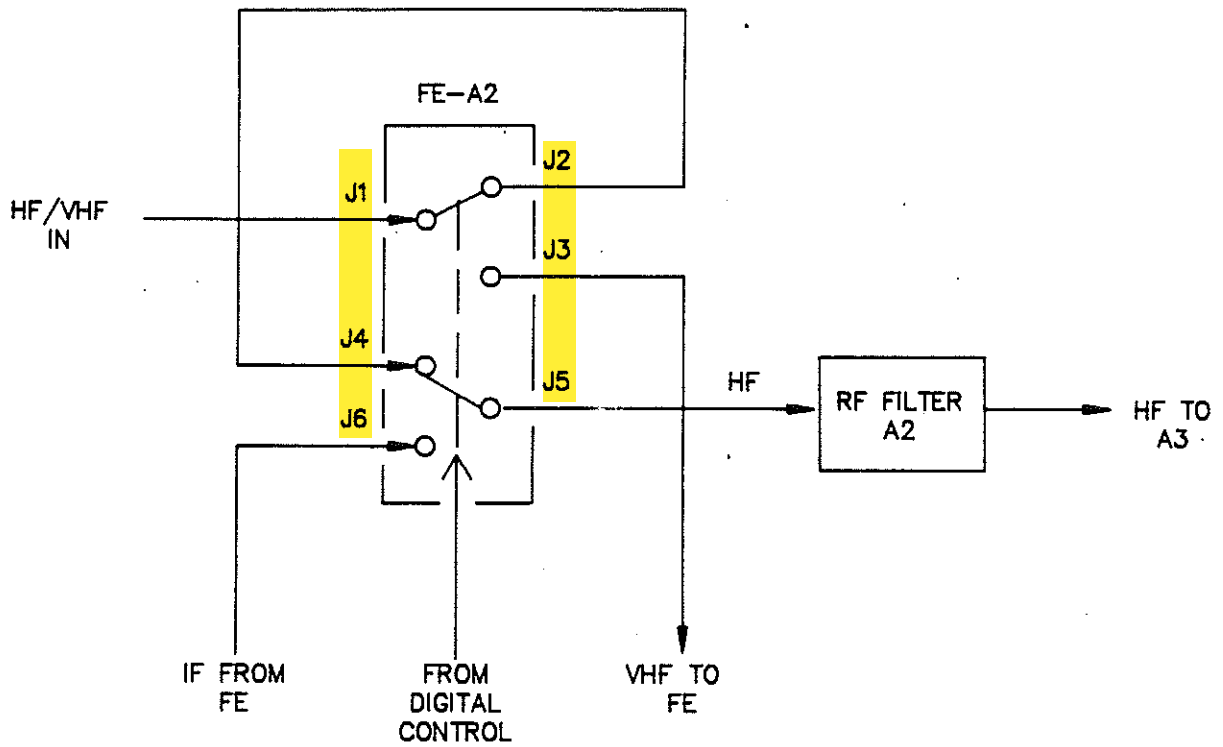 FE-A2
J2
J1
HF/VHF
IN
J3
J4
J5
HF
RF FILTER
A2
HF TO
A3
J6
IF FROM
FE
FROM
DIGITAL
CONTROL
VHF TO
FE